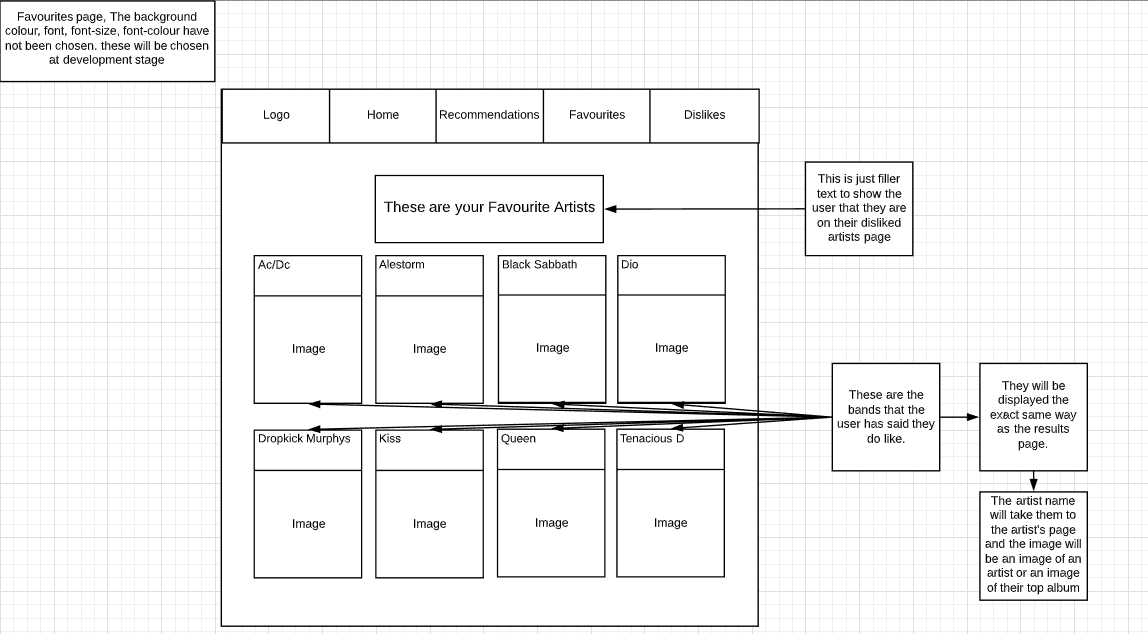 Favourites page, The background
colour, font, font-size, font-colour have
not been chosen. these will be chosen
at development stage
Logo
Home
Recommendations
Favourites
Dislikes
These are your Favourite Artists
This is just filler
text to show the
user that they are
on their disliked
artists page
Ac/Dc
Alestorm
Black Sabbath
Dio
Image
Image
Image
Image
These are the
bands that the
user has said they
do like.
They will be
displayed the
exact same way
as the results
page.
Dropkick Murphys
Kiss
Queen
Tenacious D
Image
Image
Image
Image
The artist name
will take them to
the artist's page
and the image will
be an image of an
artist or an image
of their top album